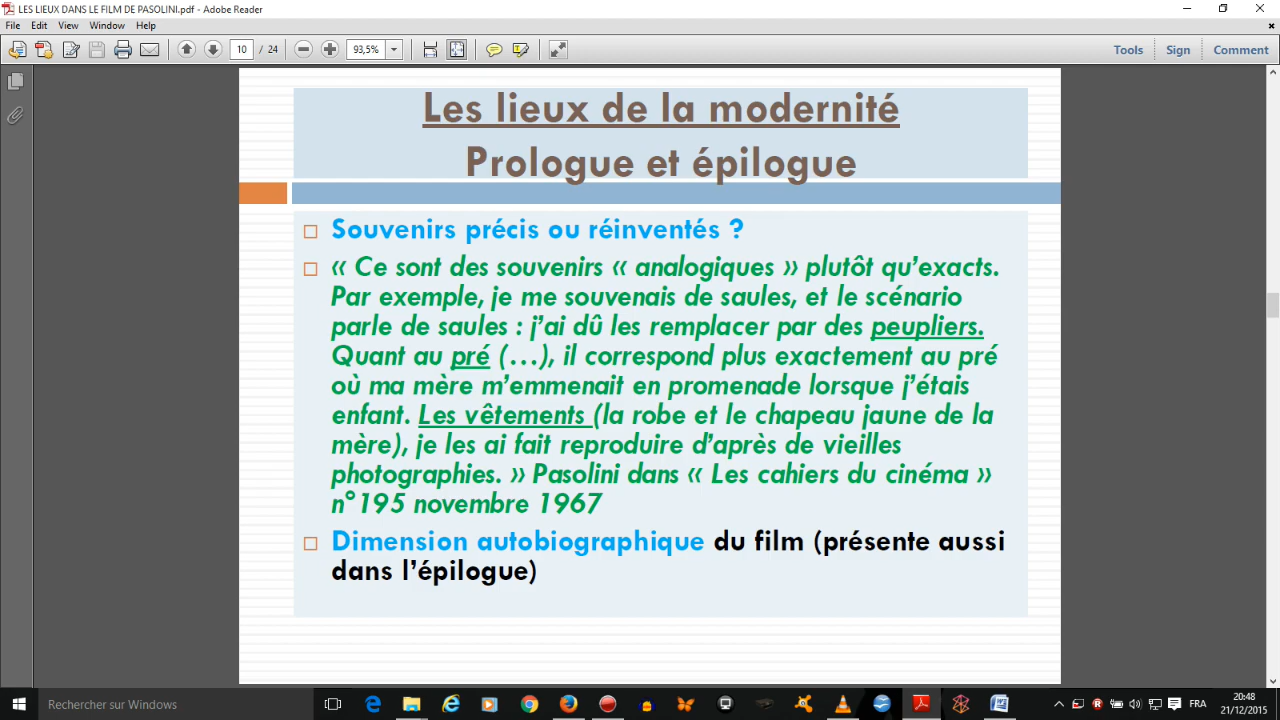 LES LIEUX DANS LE FILM DE PASOLINI.pdf - Adobe Reader
File Edit View Window Help
10 / 24 93,5% Tools Sign Comment
Les lieux de la modernité
Prologue et épilogue
Souvenirs précis ou réinventés ?
« Ce sont des souvenirs « analogiques » plutôt qu’exacts.
Par exemple, je me souvenais de saules, et le scénario
parle de saules : j’ai dû les remplacer par des peupliers.
Quant au pré (…), il correspond plus exactement au pré
où ma mère m’emmenait en promenade lorsque j’étais
enfant. Les vêtements (la robe et le chapeau jaune de la
mère), je les ai fait reproduire d’après de vieilles
photographies. » Pasolini dans « Les cahiers du cinéma »
n°195 novembre 1967
Dimension autobiographique du film (présente aussi
dans l’épilogue)
Rechercher sur Windows
FRA
20:48
21/12/2015